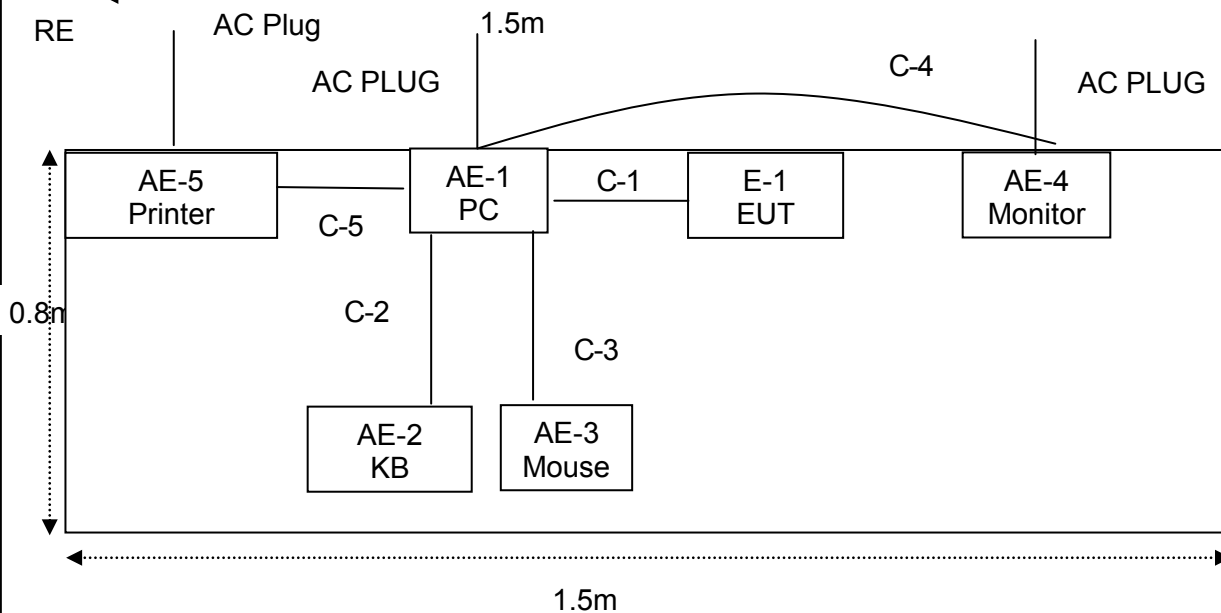 RE
AC Plug
1.5m
AC PLUG
C-4
AC PLUG
AE-5
Printer
AE-1
PC
C-1
E-1
EUT
AE-4
Monitor
C-5
0.8m
C-2
C-3
AE-2
KB
AE-3
Mouse
1.5m